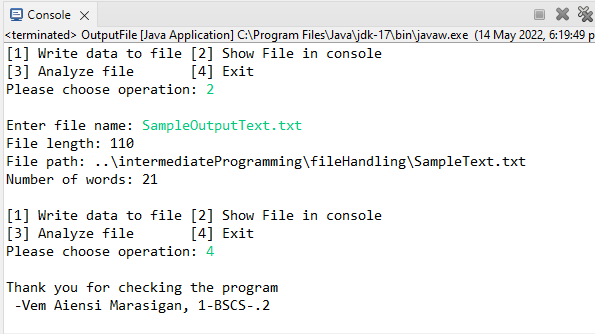 Console
<terminated> OutputFile [Java Application] C:\Program Files\Java\jdk-17\bin\javaw.exe (14 May 2022, 6:19:49 p
[1] Write data to file [2] Show File in console
[3] Analyze file [4] Exit
Please choose operation: 2
Enter file name: SampleOutputText.txt
File length: 110
File path: ..\intermediateProgramming\fileHandling\SampleText.txt
Number of words: 21
[1] Write data to file [2] Show File in console
[3] Analyze file [4] Exit
Please choose operation: 4
Thank you for checking the program
-Vem Aiensi Marasigan, 1-BSCS-.2